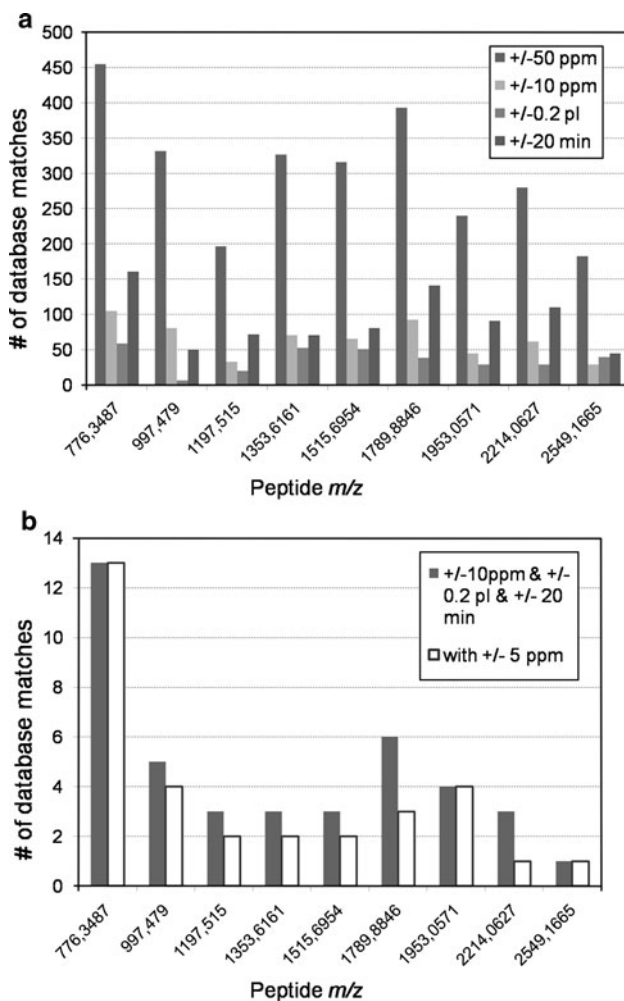 a
500
450
400
350
300
250
200
150
100
50
0
# of database matches
+/-50 ppm
+/-10 ppm
+/-0.2 pI
+/-20 min
776,3487
997,479
1197,515
1353,6161
1515,6954
1789,8846
1953,0571
2214,0627
2549,1665
Peptide m/z
b
14
12
10
8
6
4
2
0
# of database matches
+/-10ppm & +/-
0.2 pI & +/- 20
min
with +/- 5 ppm
776,3487
997,479
1197,515
1353,6161
1515,6954
1789,8846
1953,0571
2214,0627
2549,1665
Peptide m/z